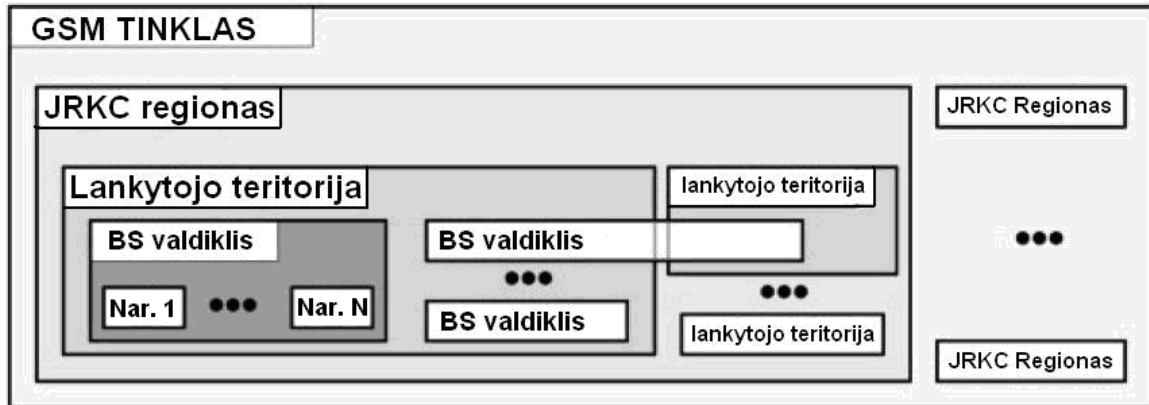 GSM TINKLAS
JRKC regionas
JRKC Regionas
Lankytojo teritorija
lankytojo teritorija
BS valdiklis
BS valdiklis
Nar. 1
Nar. N
BS valdiklis
lankytojo teritorija
JRKC Regionas